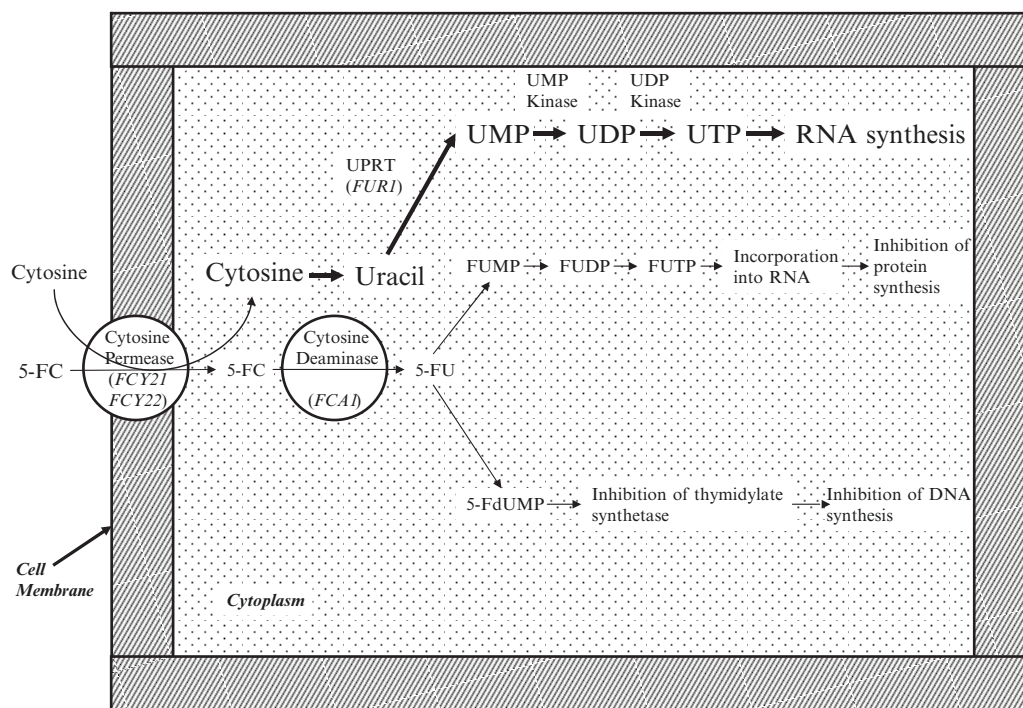 UMP
Kinase
UDP
Kinase
UMP
UDP
UTP
RNA synthesis
UPRT
(FUR1)
Cytosine
Cytosine
Uracil
FUMP
FUDP
FUTP
Incorporation
into RNA
Inhibition of
protein
synthesis
Cytosine
Permease
(FCY21
FCY22)
Cytosine
Deaminase
(FCA1)
5-FC
5-FC
5-FU
5-FdUMP
Inhibition of thymidylate
synthetase
Inhibition of DNA
synthesis
Cell
Membrane
Cytoplasm